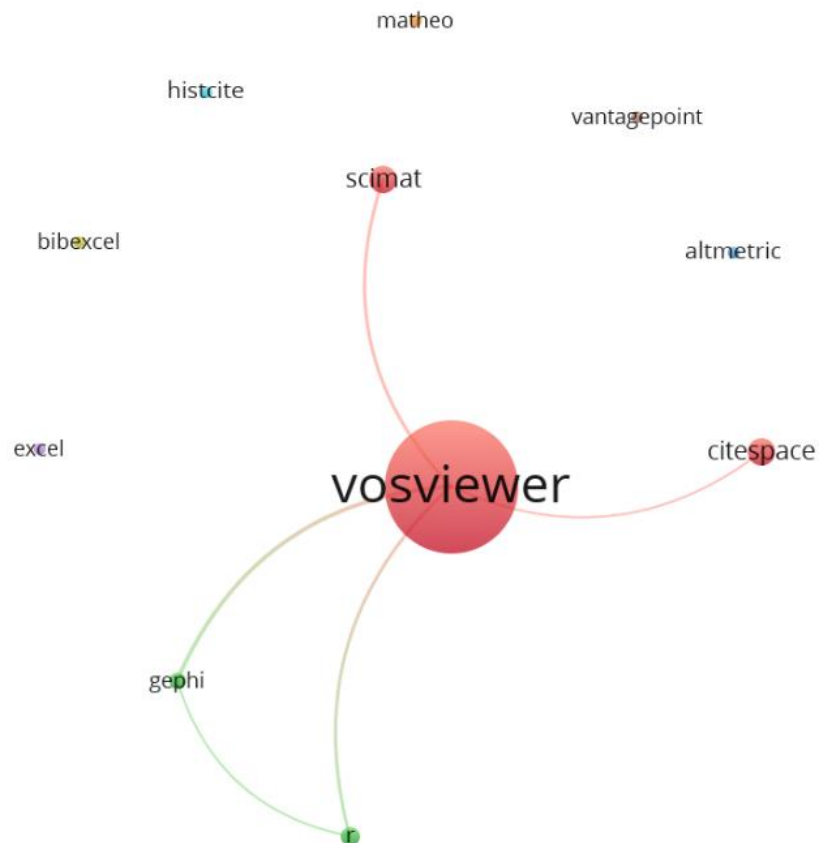 matheo
histcite
vantagepoint
scimat
bibexcel
altmetric
excel
citespace
vosviewer
gephi
r